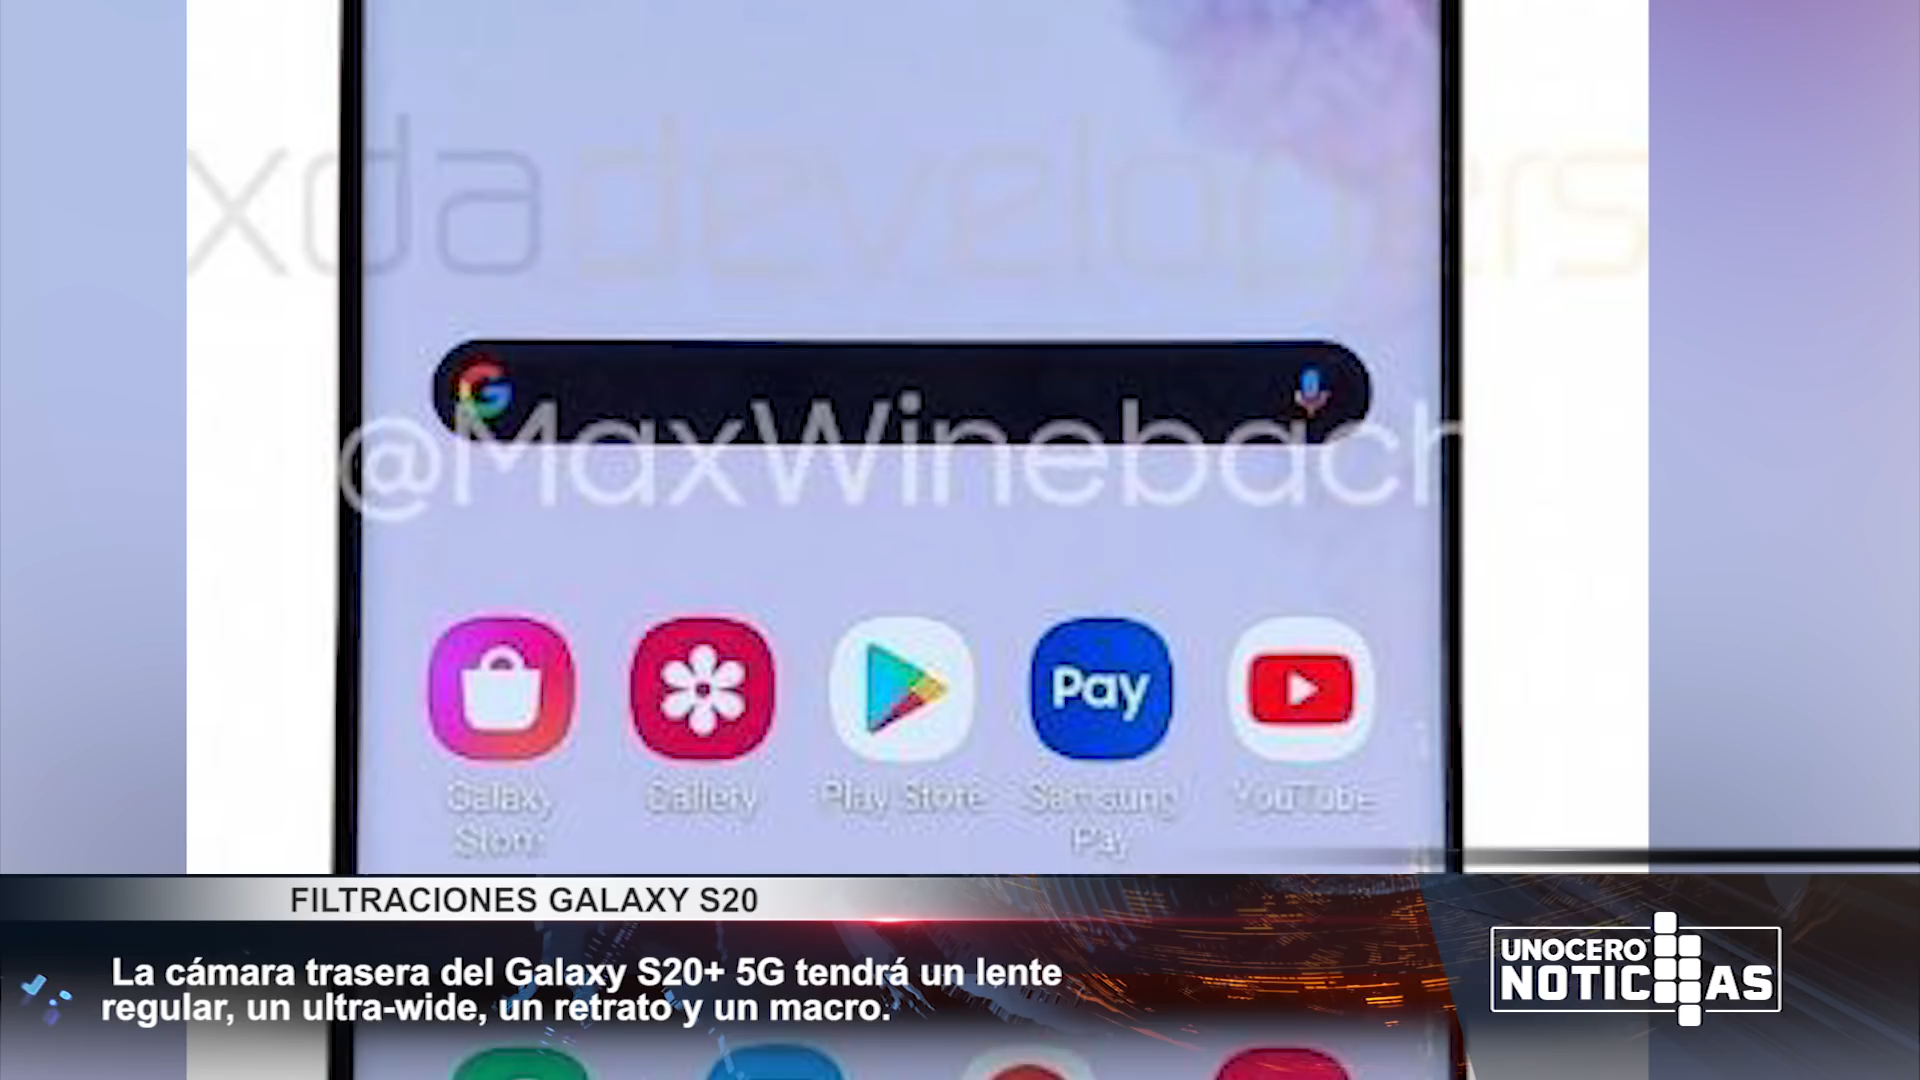 xdadevelopers
@MaxWinebach
Pay
Galaxy
Store
Gallery
Play Store
Samsung
Pay
YouTube
FILTRACIONES GALAXY S20
La cámara trasera del Galaxy S20+ 5G tendrá un lente
regular, un ultra-wide, un retrato y un macro.
UNOCERO
NOTICIAS